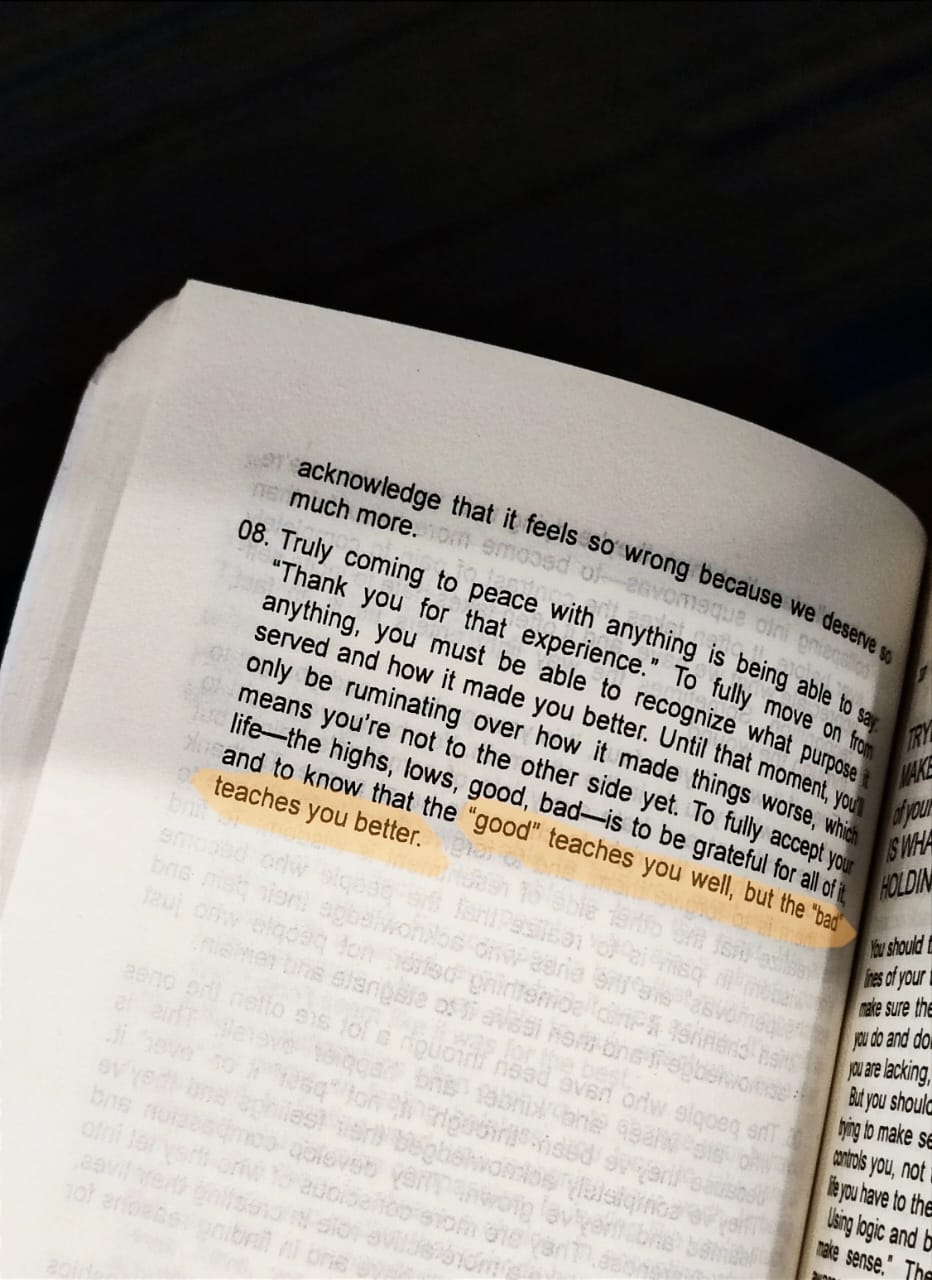 acknowledge that it feels so wrong because we deserve so
much more.
08. Truly coming to peace with anything is being able to say:
“Thank you for that experience.” To fully move on from
anything, you must be able to recognize what purpose it
served and how it made you better. Until that moment, you'll
only be ruminating over how it made things worse, which
means you're not to the other side yet. To fully accept your
life—the highs, lows, good, bad—is to be grateful for all of it,
and to know that the “good” teaches you well, but the “bad”
teaches you better.
TRY
MAKE
of your
IS WHA
HOLDIN
You should t
lines of your
make sure the
you do and do
you are lacking,
But you shoul
trying to make se
controls you, not
life you have to the
Using logic and b
make sense.” The